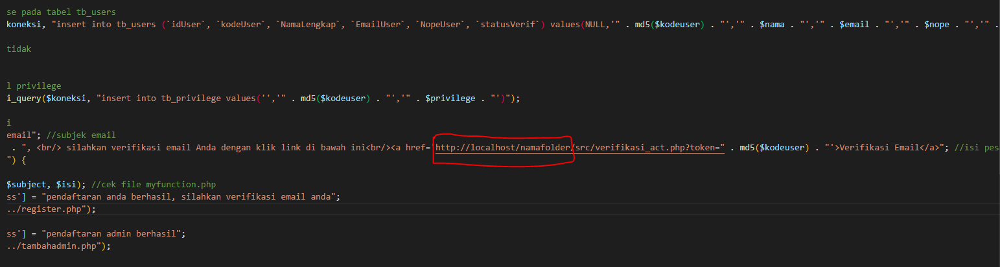 se pada tabel tb_users
koneksi, "insert into tb_users (`idUser`, `kodeUser`, `NamaLengkap`, `EmailUser`, `NopeUser`, `statusVerif`) values(NULL,'" . md5($kodeuser) . "','" . $nama . "','" . $email . "','" . $nope . "','" .
tidak
l privilege
i_query($koneksi, "insert into tb_privilege values('','" . md5($kodeuser) . "','" . $privilege . "')");
i
email"; //subjek email
. ", <br/> silahkan verifikasi email Anda dengan klik link di bawah ini<br/><a href='http://localhost/namafolder/src/verifikasi_act.php?token=" . md5($kodeuser) . "'>Verifikasi Email</a>"; //isi pes
") {
$subject, $isi); //cek file myfunction.php
ss'] = "pendaftaran anda berhasil, silahkan verifikasi email anda";
../register.php");
ss'] = "pendaftaran admin berhasil";
../tambahadmin.php");